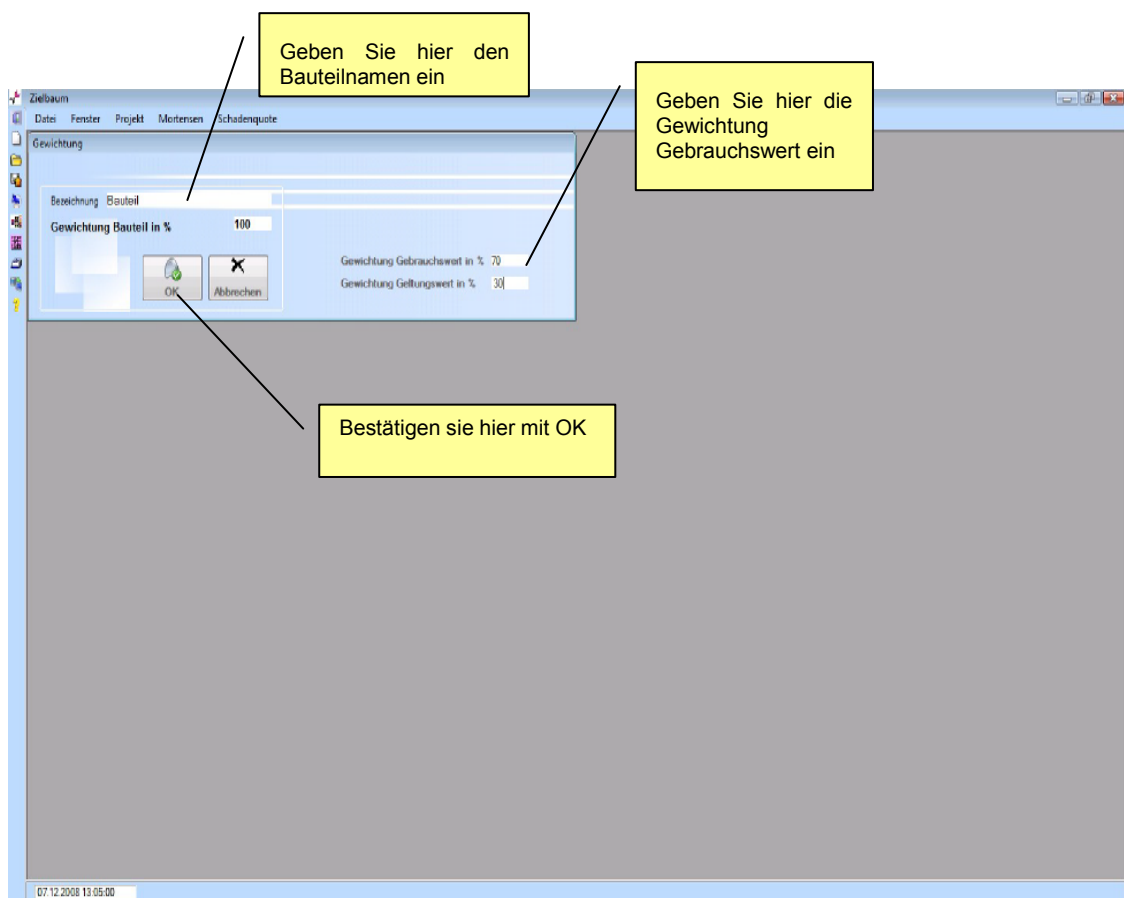 Geben Sie hier den
Bauteilnamen ein
Geben Sie hier die
Gewichtung
Gebrauchswert ein
Zielbaum
Datei Fenster Projekt Mortensen Schadenquote
Gewichtung
Bezeichnung Bauteil
Gewichtung Bauteil in % 100
Gewichtung Gebrauchswert in % 70
Gewichtung Geltungswert in % 30
OK Abbrechen
Bestätigen sie hier mit OK
07.12.2008 13:05:00